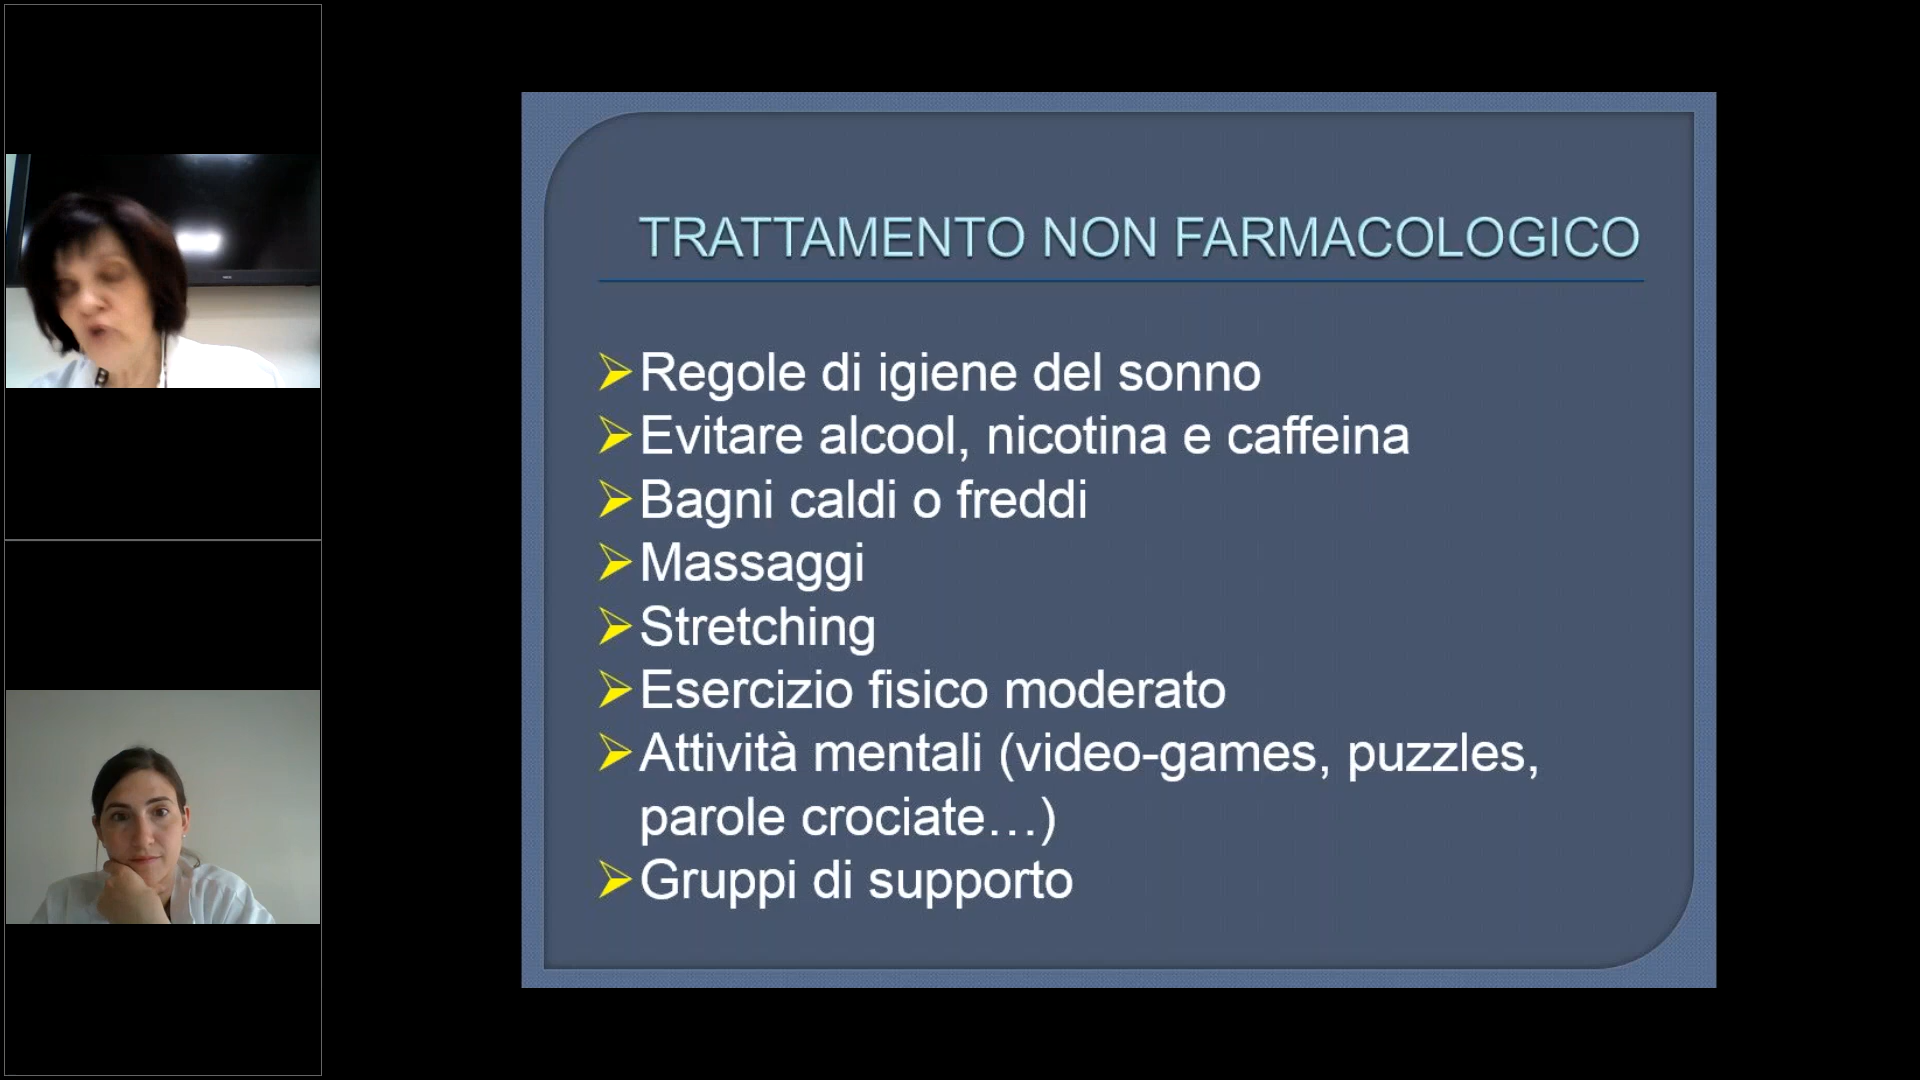 TRATTAMENTO NON FARMACOLOGICO
Regole di igiene del sonno
Evitare alcool, nicotina e caffeina
Bagni caldi o freddi
Massaggi
Stretching
Esercizio fisico moderato
Attività mentali (video-games, puzzles,
parole crociate…)
Gruppi di supporto